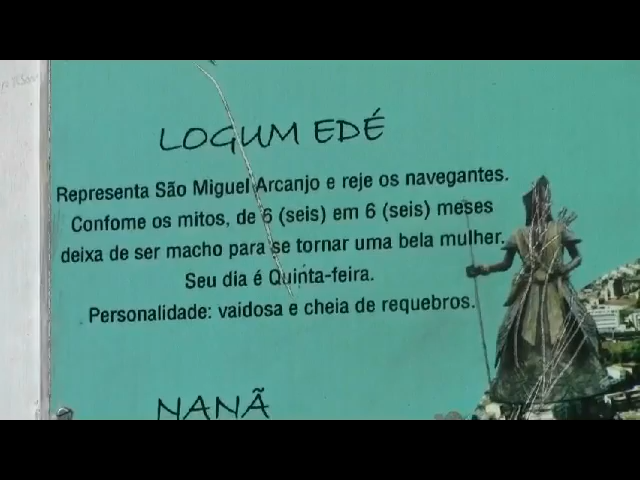 LOGUM EDÉ
Representa São Miguel Arcanjo e reje os navegantes.
Confome os mitos, de 6 (seis) em 6 (seis) meses
deixa de ser macho para se tornar uma bela mulher.
Seu dia é Quinta-feira.
Personalidade: vaidosa e cheia de requebros.
NANÃ